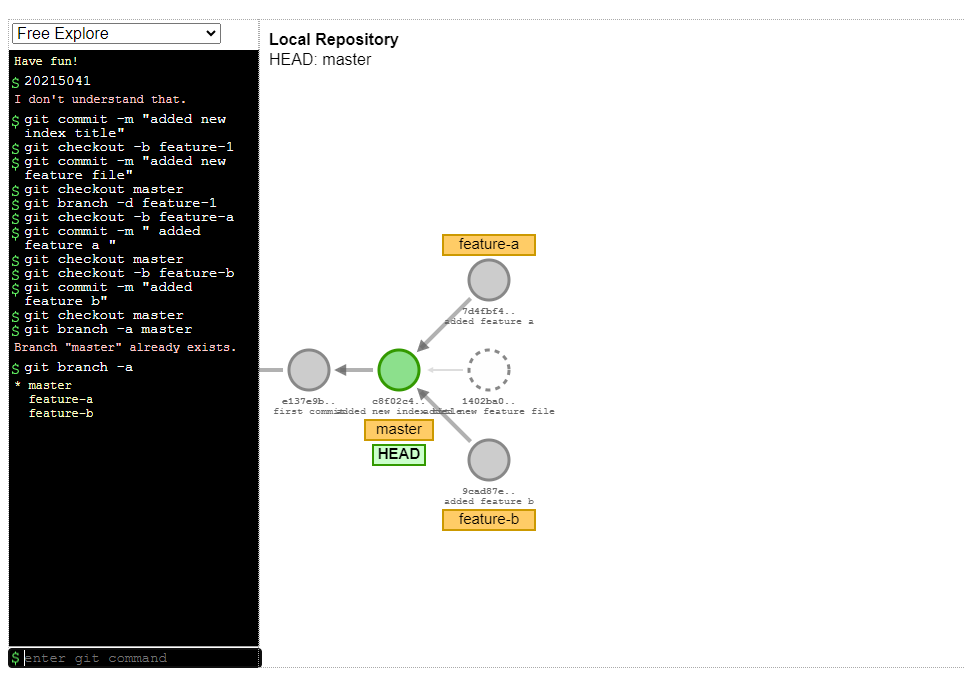 Free Explore
Have fun!
$ 20215041
I don't understand that.
$ git commit -m "added new
index title"
$ git checkout -b feature-1
$ git commit -m "added new
feature file"
$ git checkout master
$ git branch -d feature-1
$ git checkout -b feature-a
$ git commit -m " added
feature a "
$ git checkout master
$ git checkout -b feature-b
$ git commit -m "added
feature b"
$ git checkout master
$ git branch -a master
Branch "master" already exists.
$ git branch -a
* master
feature-a
feature-b
$ enter git command
Local Repository
HEAD: master
feature-a
7d4fbf4..
added feature a
e137e9b..
first commit
c8f02c4..
added new index title
1402ba0..
added new feature file
master
HEAD
9cad87e..
added feature b
feature-b